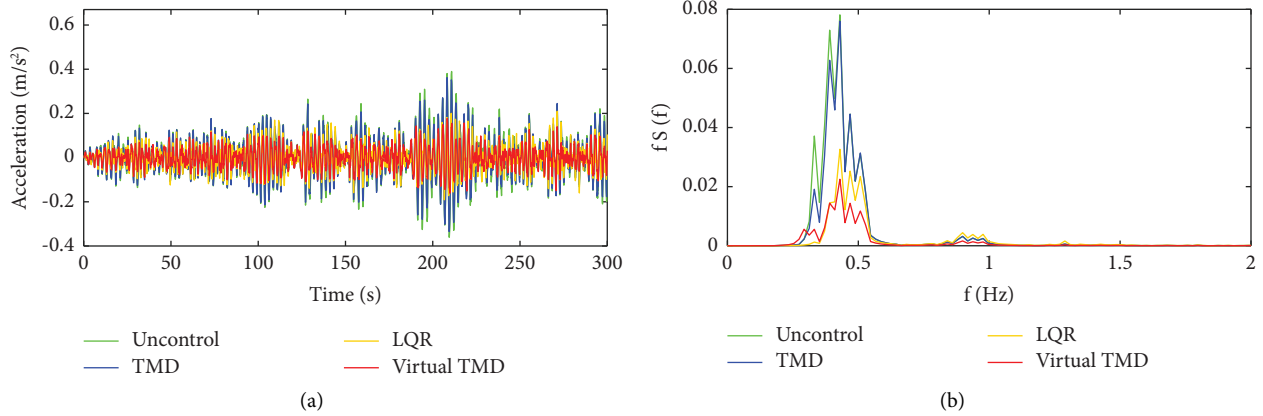 0.6
0.4
0.2
0
-0.2
-0.4
Acceleration (m/s²)
0 50 100 150 200 250 300
Time (s)
Uncontrol
TMD
LQR
Virtual TMD
(a)
0.08
0.06
0.04
0.02
0
f S (f)
0 0.5 1 1.5 2
f (Hz)
Uncontrol
TMD
LQR
Virtual TMD
(b)